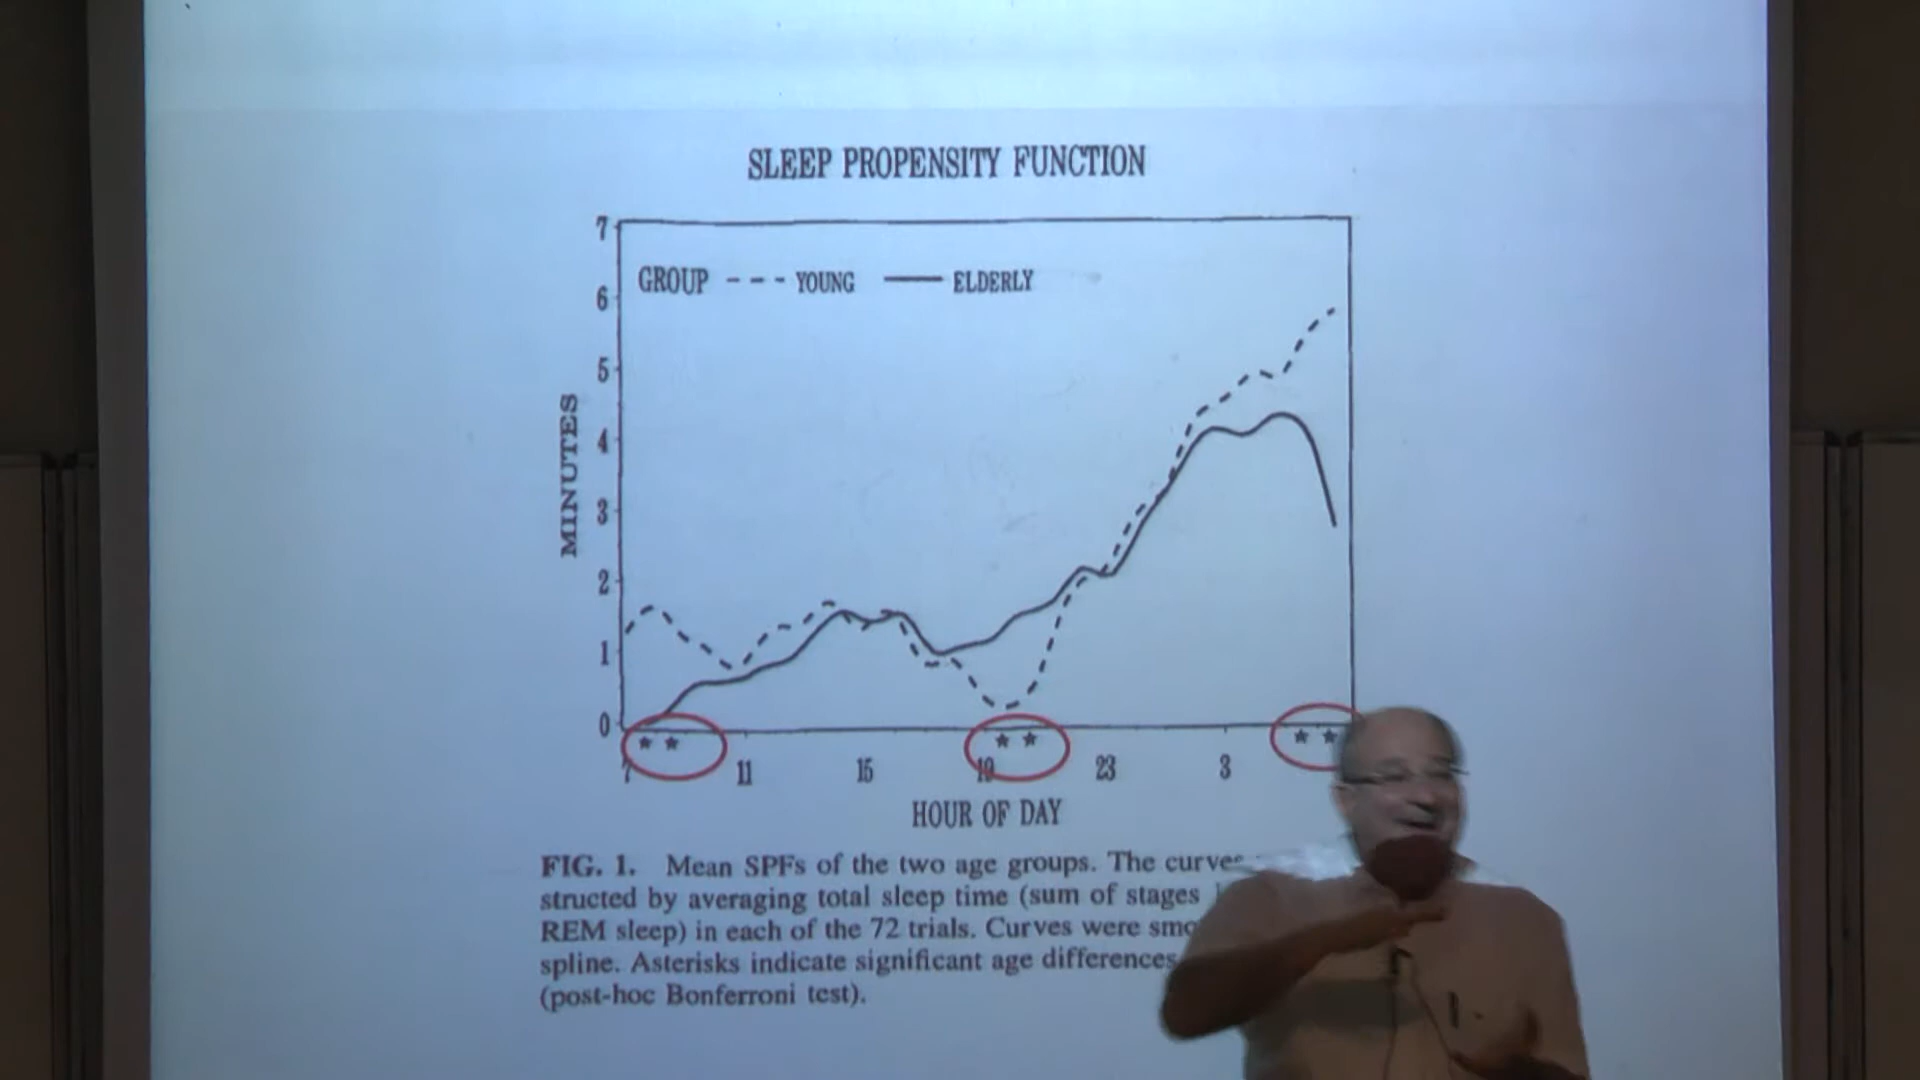 SLEEP PROPENSITY FUNCTION
7
GROUP --- YOUNG — ELDERLY
6
5
4
3
2
1
0
MINUTES
★ ★ ★ ★ ★ ★
7 11 15 19 23 3
HOUR OF DAY
FIG. 1. Mean SPFs of the two age groups. The curves
structed by averaging total sleep time (sum of stages
REM sleep) in each of the 72 trials. Curves were
spline. Asterisks indicate significant age differences
(post-hoc Bonferroni test).